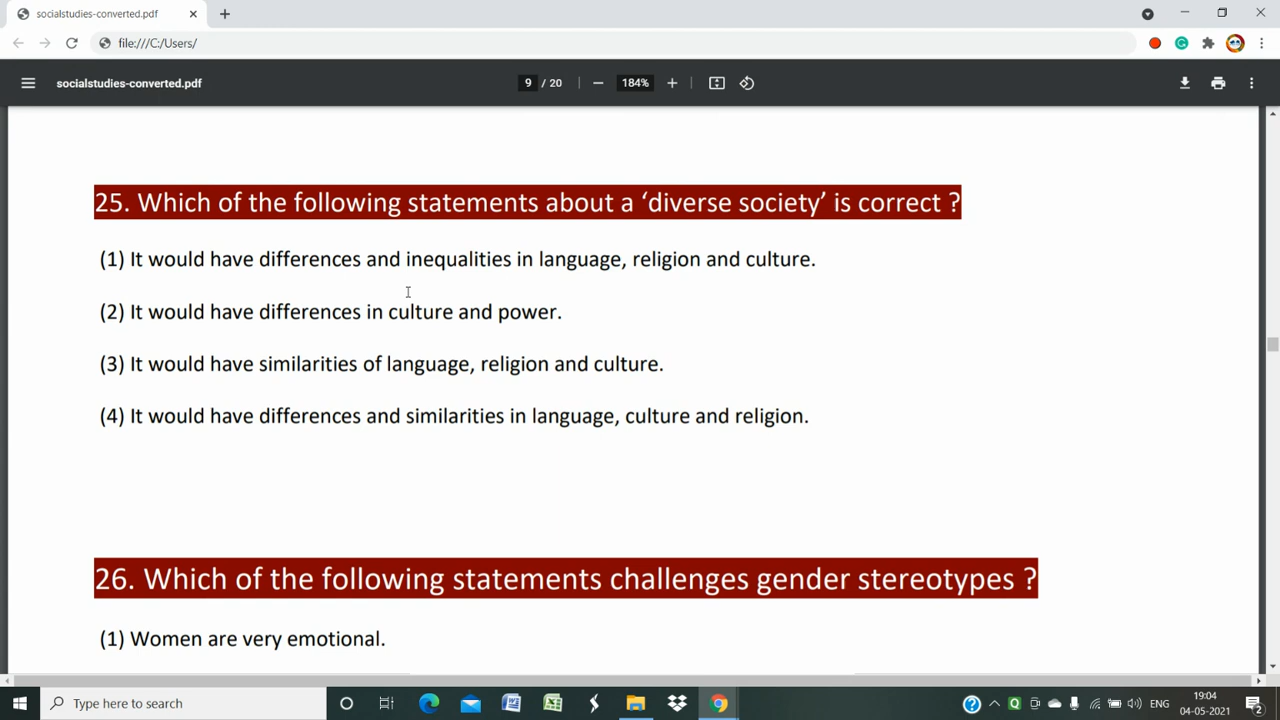 socialstudies-converted.pdf
file:///C:/Users/
socialstudies-converted.pdf
9 / 20
184%
25. Which of the following statements about a ‘diverse society’ is correct ?
(1) It would have differences and inequalities in language, religion and culture.
(2) It would have differences in culture and power.
(3) It would have similarities of language, religion and culture.
(4) It would have differences and similarities in language, culture and religion.
26. Which of the following statements challenges gender stereotypes ?
(1) Women are very emotional.
Type here to search
ENG
19:04
04-05-2021
2